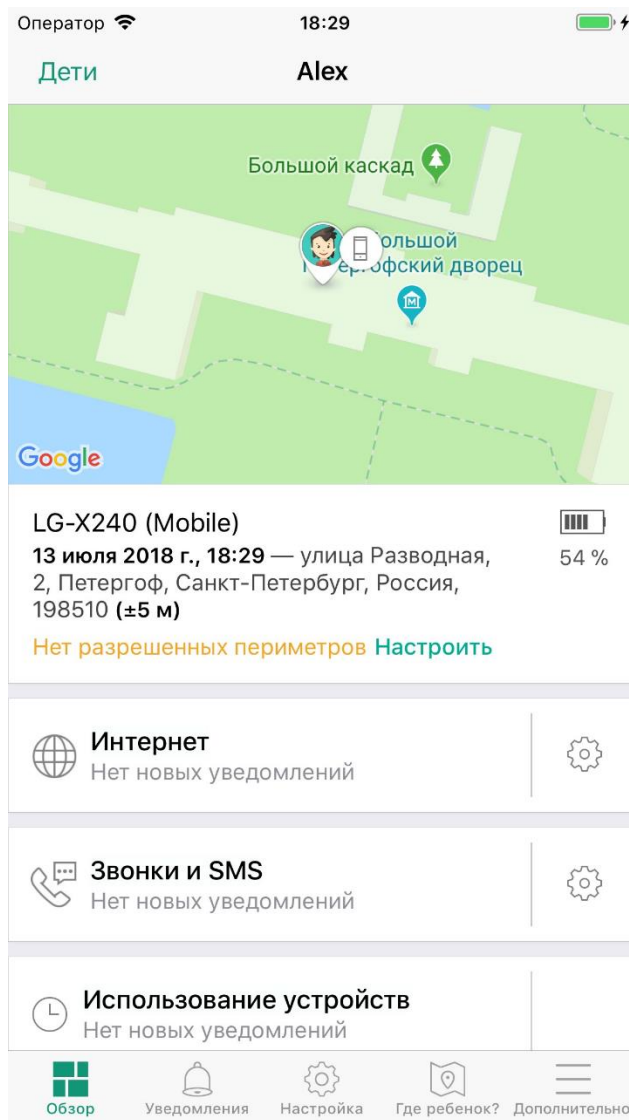 Оператор 18:29
Дети Alex
Большой каскад
ольшой
ергофский дворец
М
Google
LG-X240 (Mobile)
13 июля 2018 г., 18:29 — улица Разводная,
54 %
2, Петергоф, Санкт-Петербург, Россия,
198510 (±5 м)
Нет разрешенных периметров Настроить
Интернет
Нет новых уведомлений
Звонки и SMS
Нет новых уведомлений
Использование устройств
Нет новых уведомлений
Обзор Уведомления Настройка Где ребенок? Дополнительно